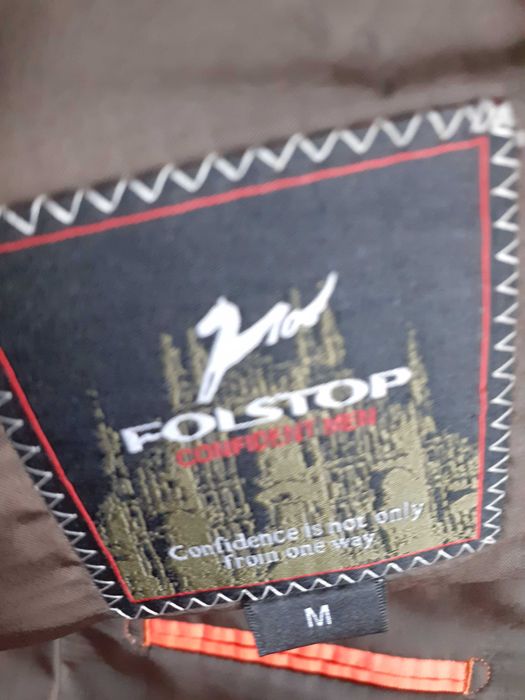 FOLSTOP
CONFIDENT MEN
Confidence is not only
from one way
M